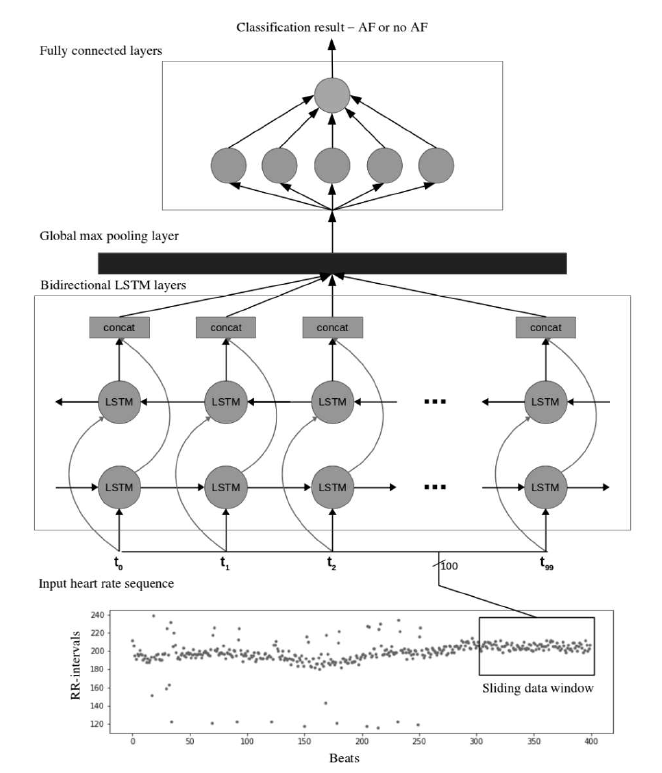 Classification result – AF or no AF
Fully connected layers
Global max pooling layer
Bidirectional LSTM layers
concat concat concat concat
LSTM LSTM LSTM ... LSTM
LSTM LSTM LSTM ... LSTM
t0 t1 t2 t99
100
Input heart rate sequence
240
220
200
180
160
140
120
RR-intervals
Sliding data window
0 50 100 150 200 250 300 350 400
Beats